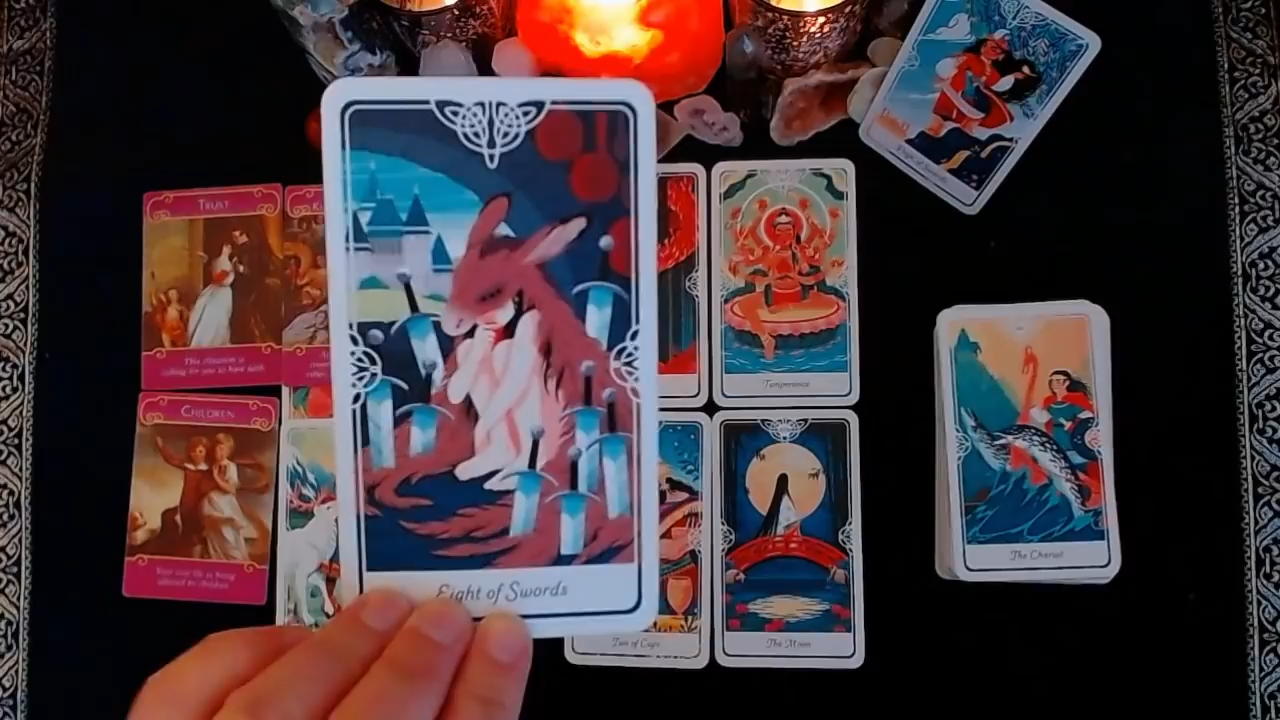 TRUST
This situation is
calling for you to have faith.
CHILDREN
Your love life is being
affected by children.
Eight of Swords
Temperance
Two of Cups
The Moon
The Chariot